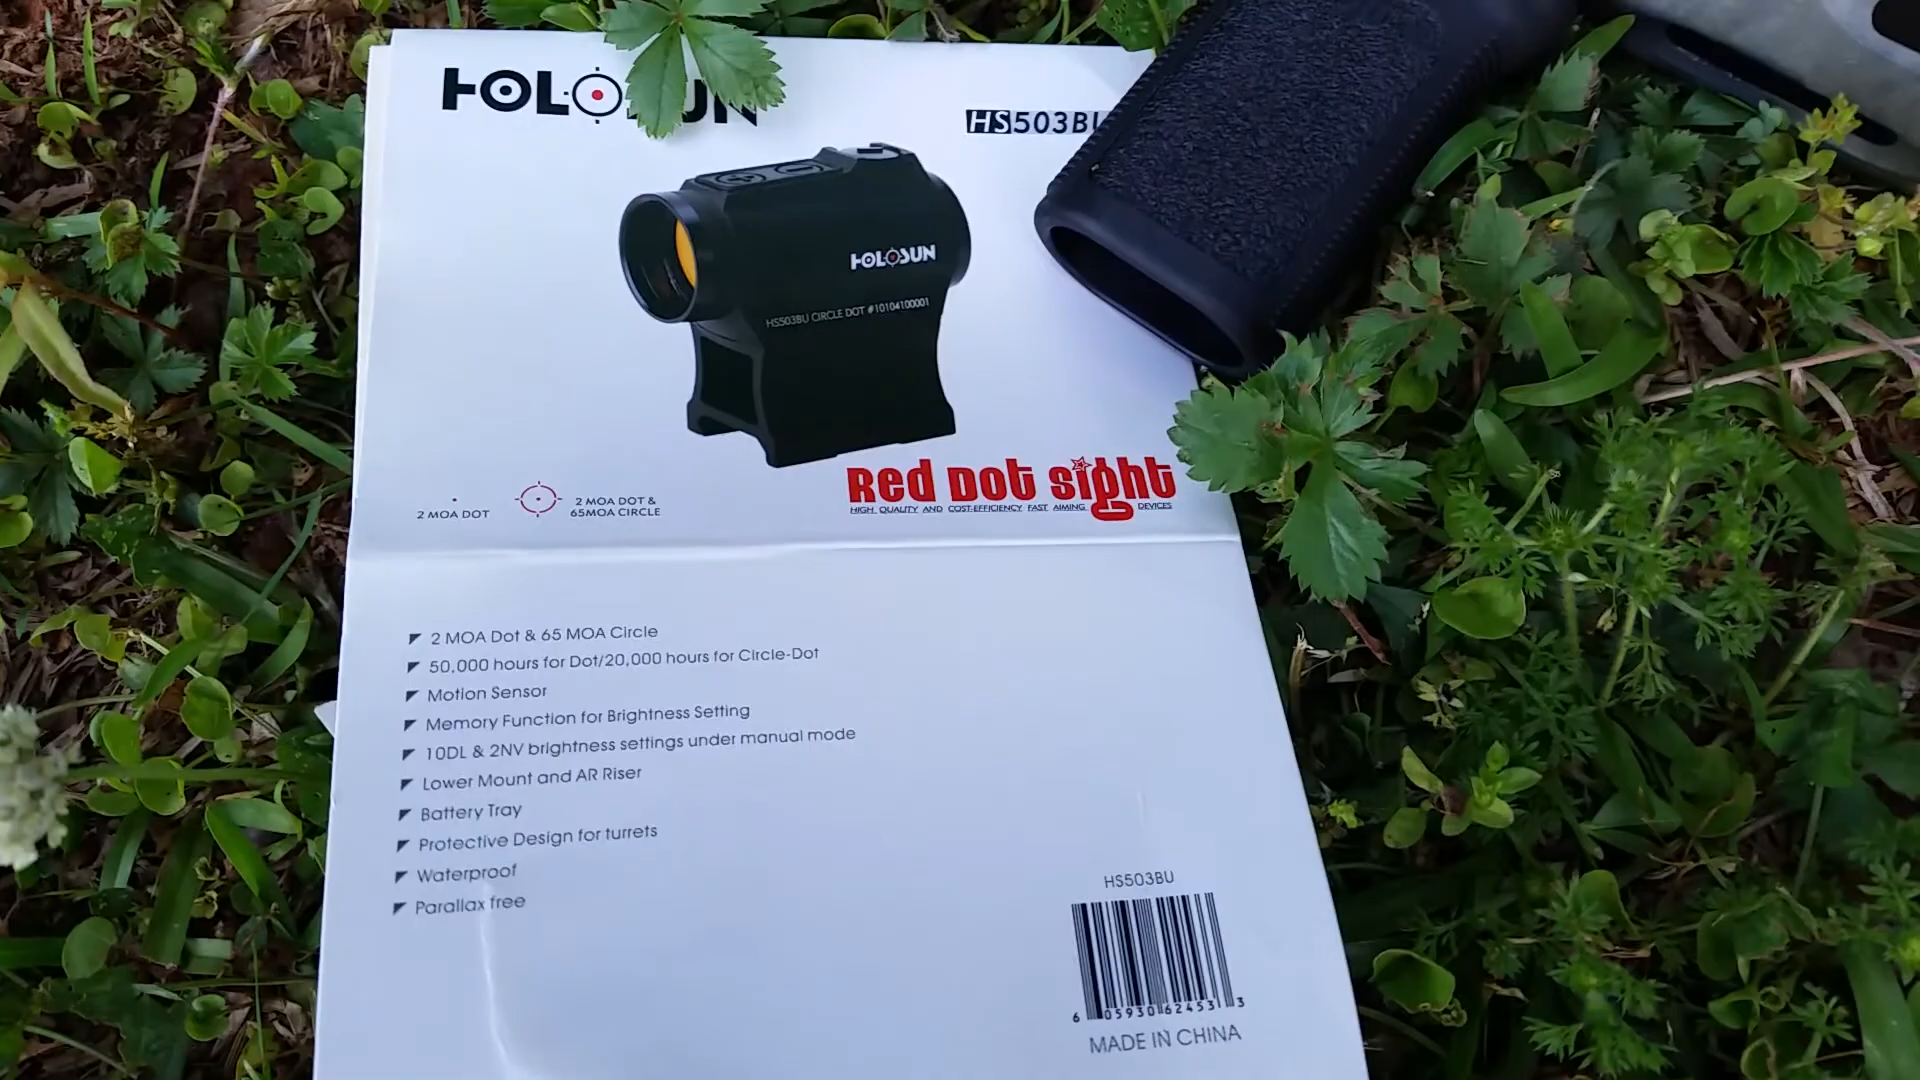 HOLOSUN
HS503BU
HOLOSUN
HS503BU CIRCLE DOT #10104100001
2 MOA DOT
2 MOA DOT &
65MOA CIRCLE
Red Dot Sight
HIGH QUALITY AND COST-EFFICIENCY FAST AIMING DEVICES
2 MOA Dot & 65 MOA Circle
50,000 hours for Dot/20,000 hours for Circle-Dot
Motion Sensor
Memory Function for Brightness Setting
10DL & 2NV brightness settings under manual mode
Lower Mount and AR Riser
Battery Tray
Protective Design for turrets
Waterproof
Parallax free
HS503BU
6 05930 62453 3
MADE IN CHINA